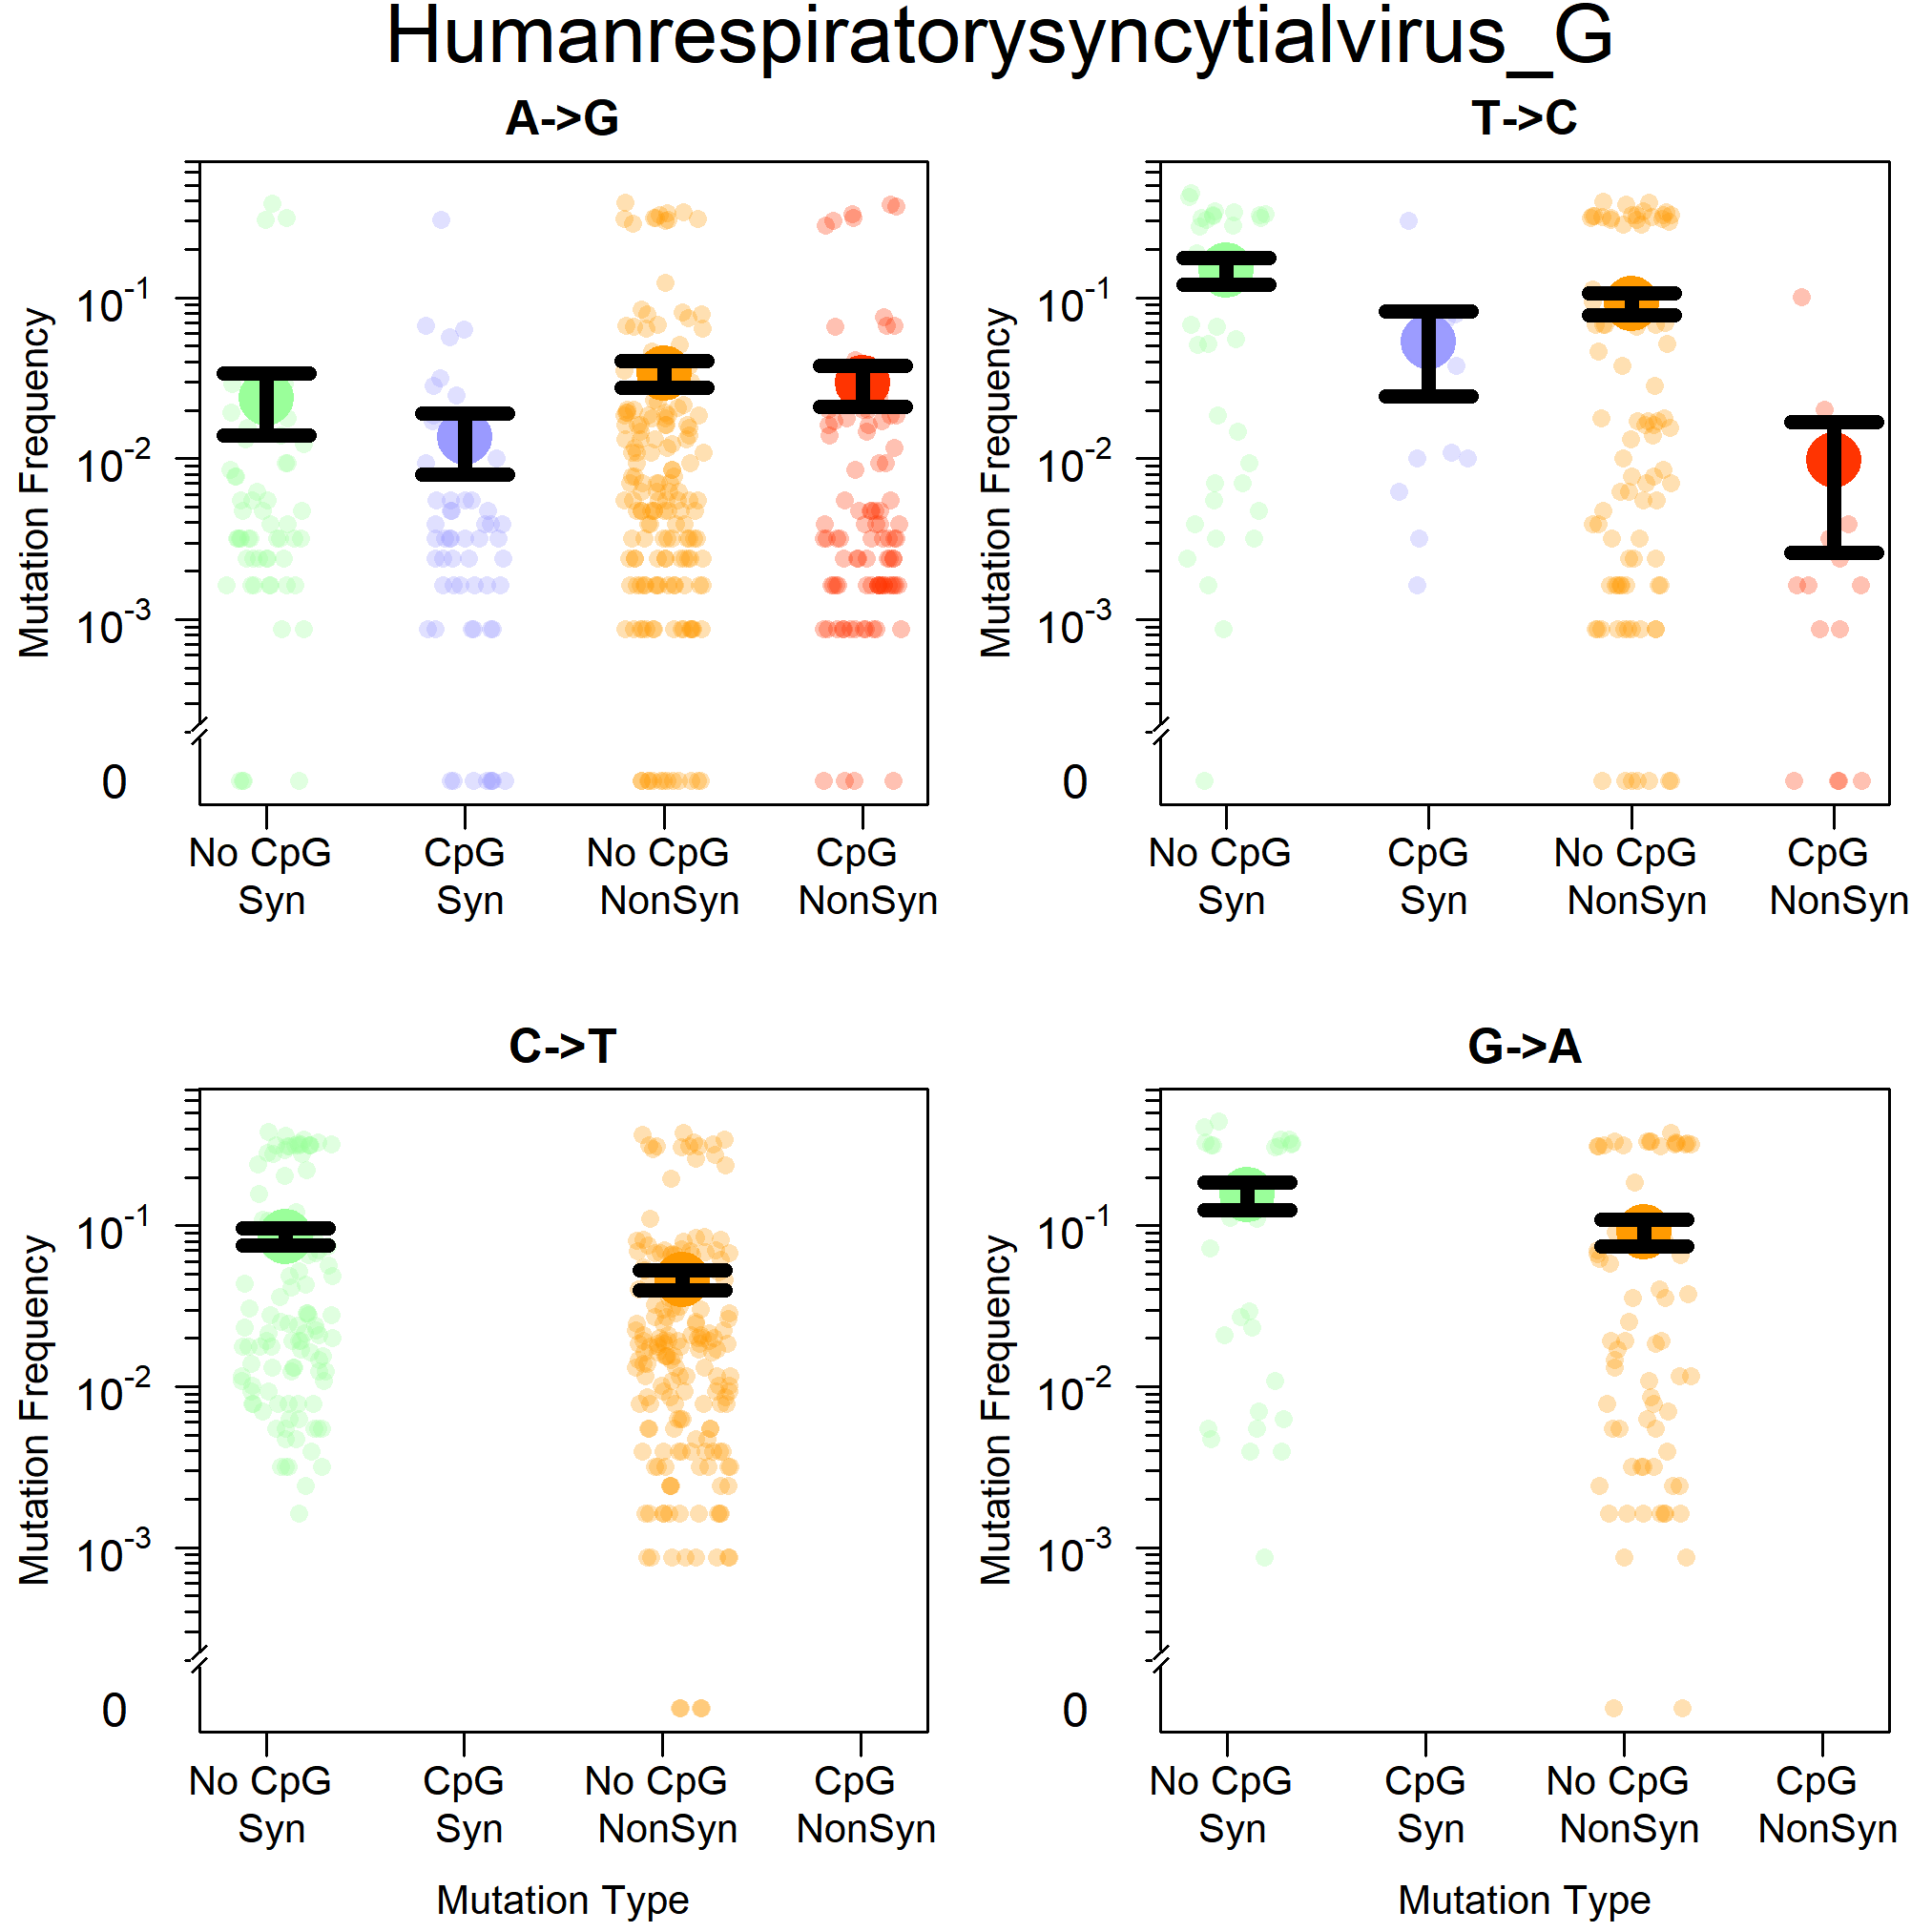 Humanrespiratorysyncytialvirus_G
A->G
Mutation Frequency
10-1
10-2
10-3
0
No CpG CpG No CpG CpG
Syn Syn NonSyn NonSyn
T->C
Mutation Frequency
10-1
10-2
10-3
0
No CpG CpG No CpG CpG
Syn Syn NonSyn NonSyn
C->T
Mutation Frequency
10-1
10-2
10-3
0
No CpG CpG No CpG CpG
Syn Syn NonSyn NonSyn
Mutation Type
G->A
Mutation Frequency
10-1
10-2
10-3
0
No CpG CpG No CpG CpG
Syn Syn NonSyn NonSyn
Mutation Type